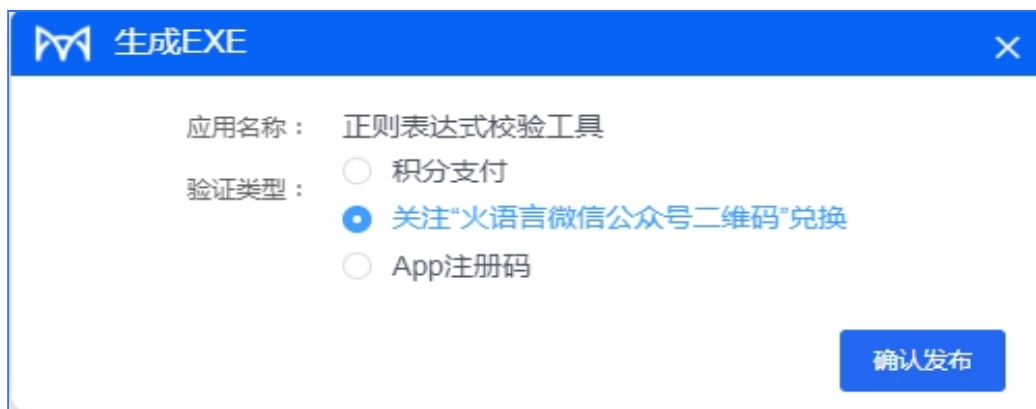 生成EXE
应用名称： 正则表达式校验工具
验证类型： 积分支付
关注“火语言微信公众号二维码”兑换
App注册码
确认发布